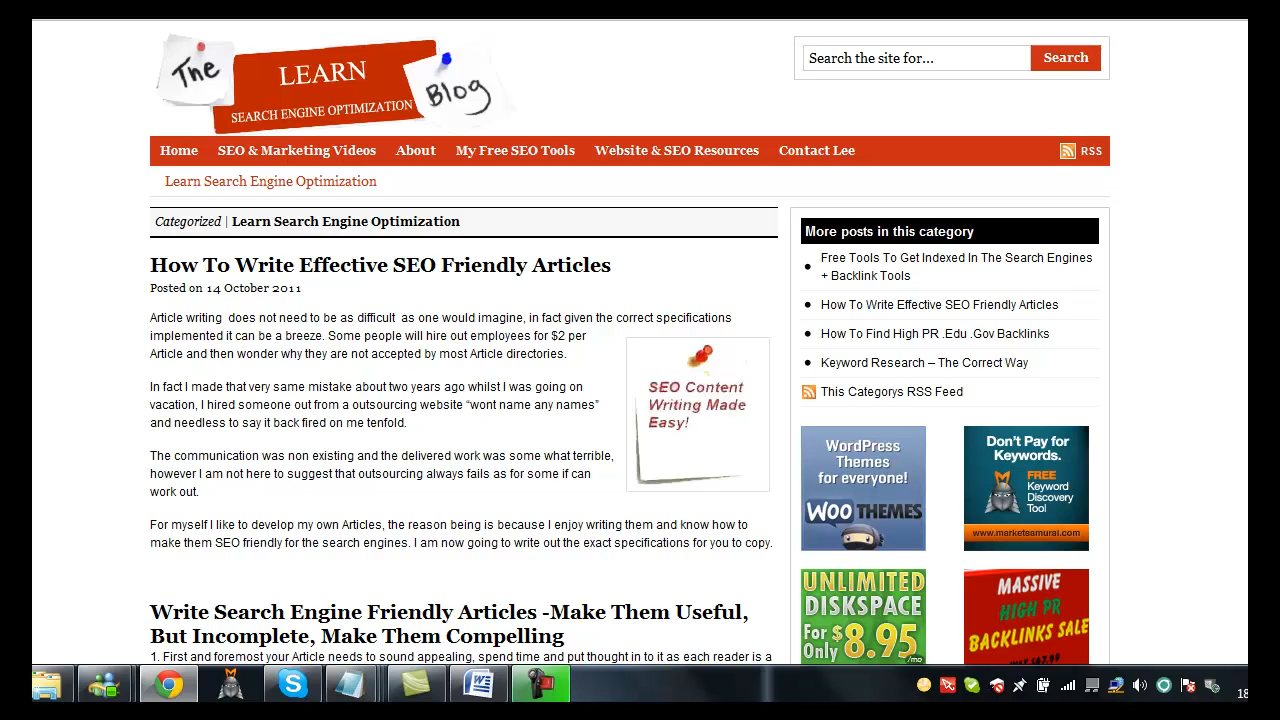 The
LEARN
SEARCH ENGINE OPTIMIZATION
Blog
Search the site for...
Search
Home
SEO & Marketing Videos
About
My Free SEO Tools
Website & SEO Resources
Contact Lee
RSS
Learn Search Engine Optimization
Categorized | Learn Search Engine Optimization
How To Write Effective SEO Friendly Articles
Posted on 14 October 2011
Article writing does not need to be as difficult as one would imagine, in fact given the correct specifications
implemented it can be a breeze. Some people will hire out employees for $2 per
Article and then wonder why they are not accepted by most Article directories.
In fact I made that very same mistake about two years ago whilst I was going on
vacation, I hired someone out from a outsourcing website “wont name any names”
and needless to say it back fired on me tenfold.
The communication was non existing and the delivered work was some what terrible,
however I am not here to suggest that outsourcing always fails as for some if can
work out.
SEO Content
Writing Made
Easy!
For myself I like to develop my own Articles, the reason being is because I enjoy writing them and know how to
make them SEO friendly mes. I am now going to write out the exact specifications for you to copy.
Write Search Engine Friendly Articles -Make Them Useful,
But Incomplete, Make Them Compelling
1. First and foremost your Article needs ound appealing, spend time and put thought in to it as each reader is a
More posts in this category
Free Tools To Get Indexed In The Search Engines
+ Backlink Tools
How To Write Effective SEO Friendly Articles
How To Find High PR .Edu .Gov Backlinks
Keyword Research – The Correct Way
This Categorys RSS Feed
WordPress
Themes
for everyone!
WOO THEMES
Don't Pay for
Keywords.
FREE
Keyword
Discovery
Tool
www.marketsamurai.com
UNLIMITED
DISKSPACE
For
Only $8.95
/mo
MASSIVE
HIGH PR
BACKLINKS SALE
18